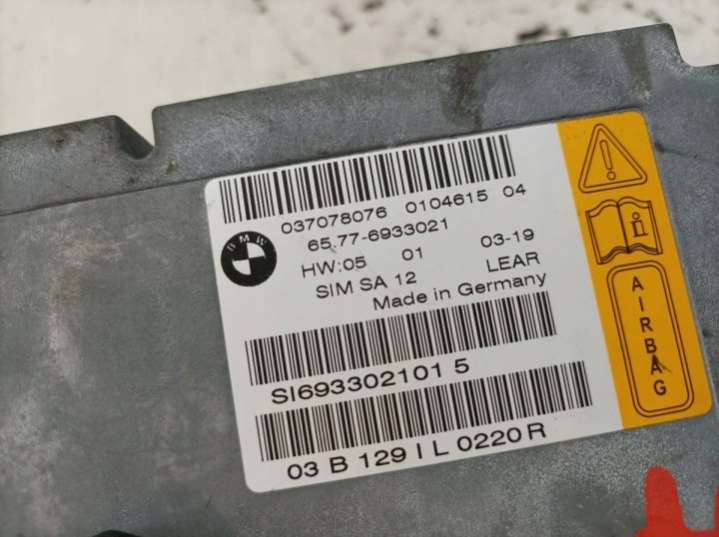 037078076 0104615 04
65.77-6933021
BMW
HW:05 01 03-19
SIM SA 12 LEAR
Made in Germany
SI693302101 5
03 B 129 I L 0220 R
AIRBAG